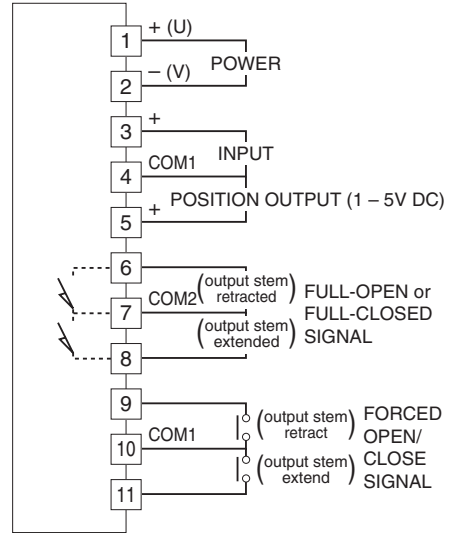 1 + (U)
POWER
2 – (V)
3 +
INPUT
4 COM1
POSITION OUTPUT (1 – 5V DC)
5 +
6
(output stem retracted)
7 COM2
FULL-OPEN or
FULL-CLOSED
SIGNAL
(output stem extended)
8
9
(output stem retract)
10 COM1
FORCED
OPEN/
CLOSE
SIGNAL
(output stem extend)
11